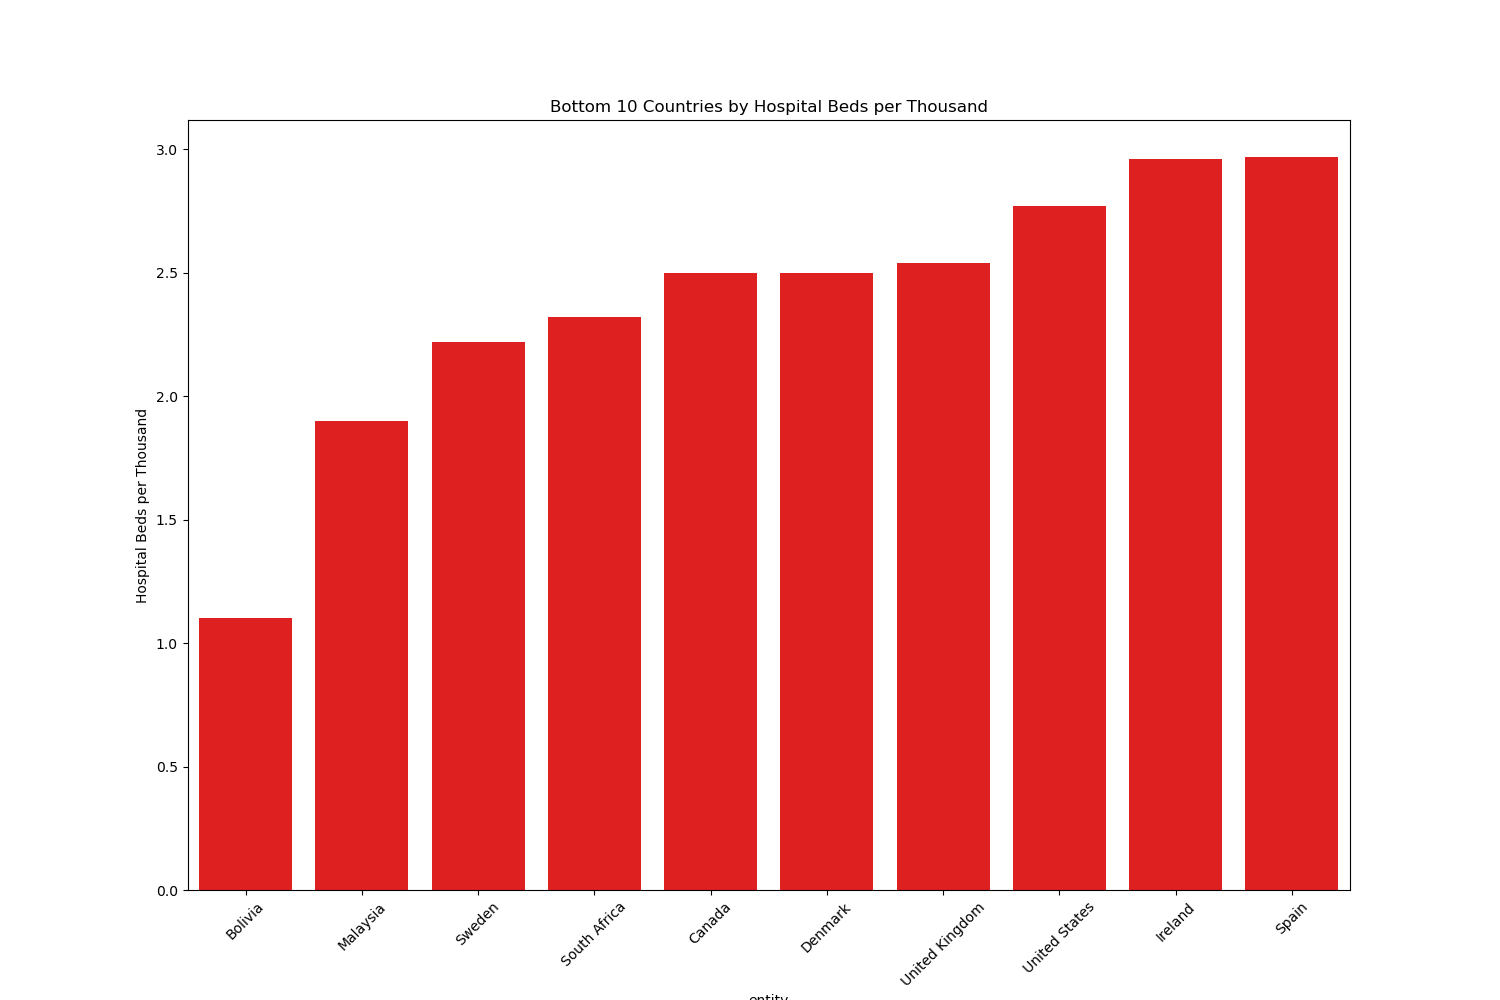 Bottom 10 Countries by Hospital Beds per Thousand
Hospital Beds per Thousand
3.0
2.5
2.0
1.5
1.0
0.5
0.0
Bolivia
Malaysia
Sweden
South Africa
Canada
Denmark
United Kingdom
United States
Ireland
Spain
entity